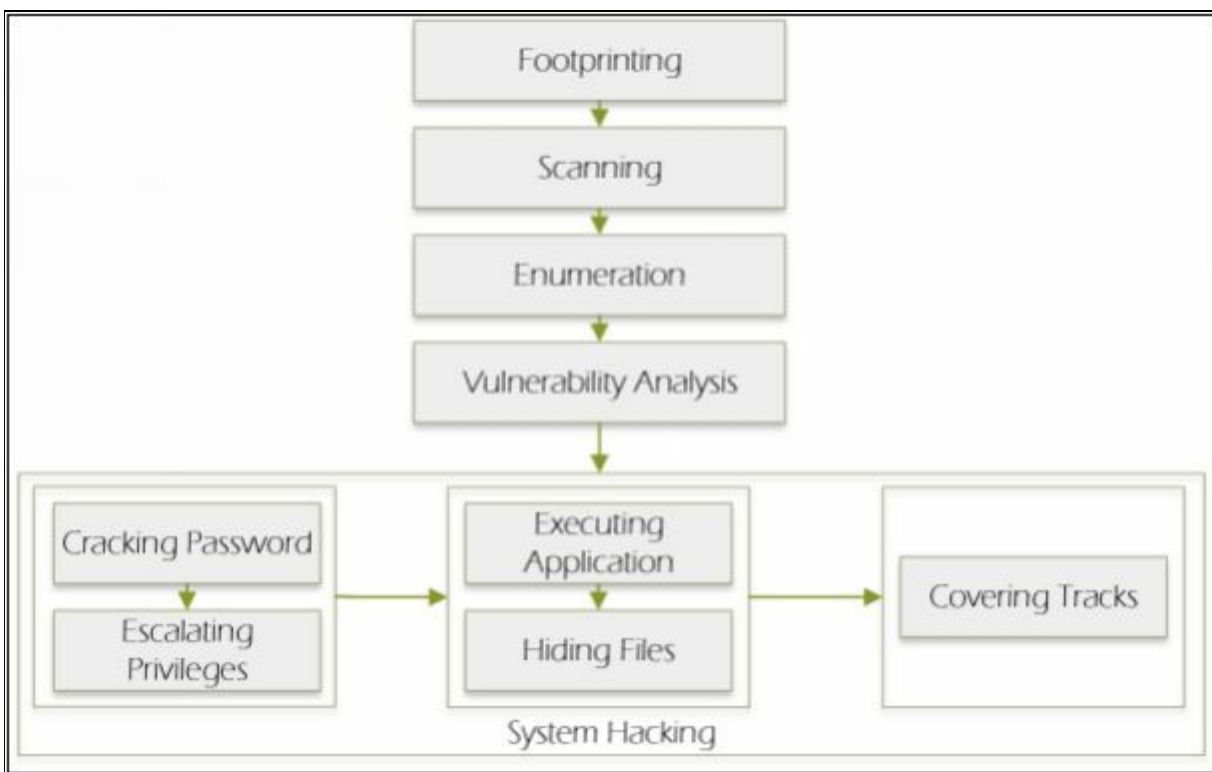 Footprinting
Scanning
Enumeration
Vulnerability Analysis
Cracking Password
Escalating
Privileges
Executing
Application
Hiding Files
Covering Tracks
System Hacking